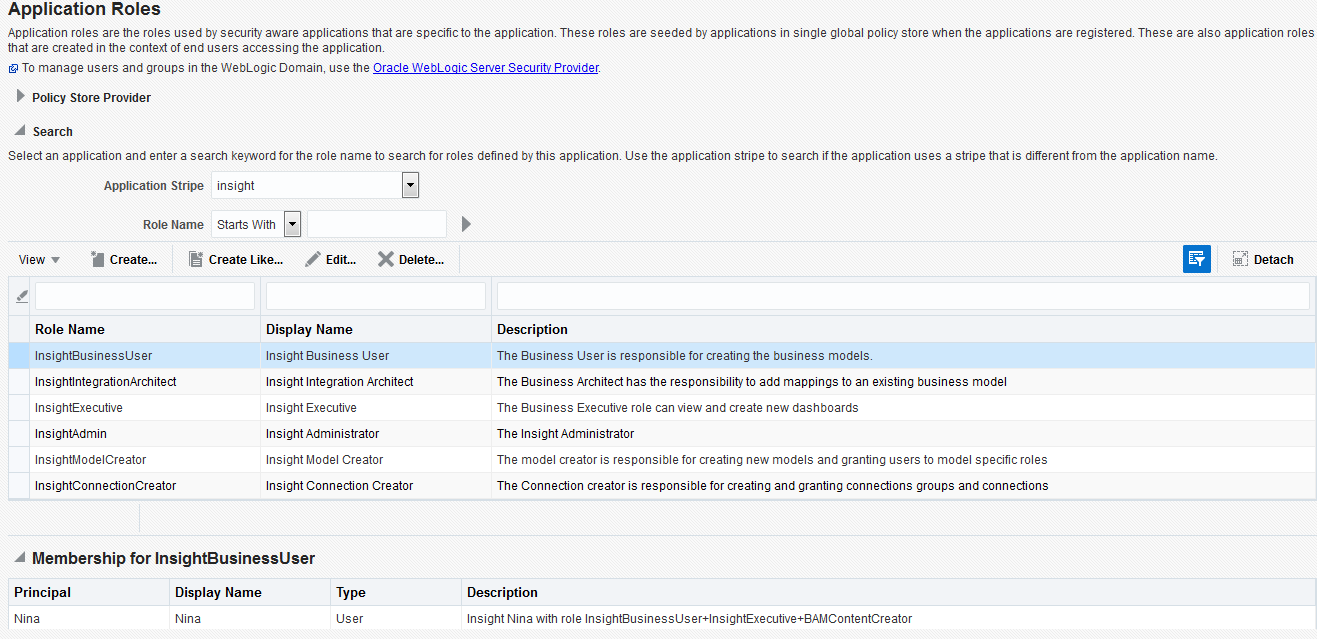 Application Roles
Application roles are the roles used by security aware applications that are specific to the application. These roles are seeded by applications in single global policy store when the applications are registered. These are also application roles
that are created in the context of end users accessing the application.
To manage users and groups in the WebLogic Domain, use the Oracle WebLogic Server Security Provider.
Policy Store Provider
Search
Select an application and enter a search keyword for the role name to search for roles defined by this application. Use the application stripe to search if the application uses a stripe that is different from the application name.
Application Stripe insight
Role Name Starts With
View Create... Create Like... Edit... Delete... Detach
Role Name Display Name Description
InsightBusinessUser Insight Business User The Business User is responsible for creating the business models.
InsightIntegrationArchitect Insight Integration Architect The Business Architect has the responsibility to add mappings to an existing business model
InsightExecutive Insight Executive The Business Executive role can view and create new dashboards
InsightAdmin Insight Administrator The Insight Administrator
InsightModelCreator Insight Model Creator The model creator is responsible for creating new models and granting users to model specific roles
InsightConnectionCreator Insight Connection Creator The Connection creator is responsible for creating and granting connections groups and connections
Membership for InsightBusinessUser
Principal Display Name Type Description
Nina Nina User Insight Nina with role InsightBusinessUser+InsightExecutive+BAMContentCreator